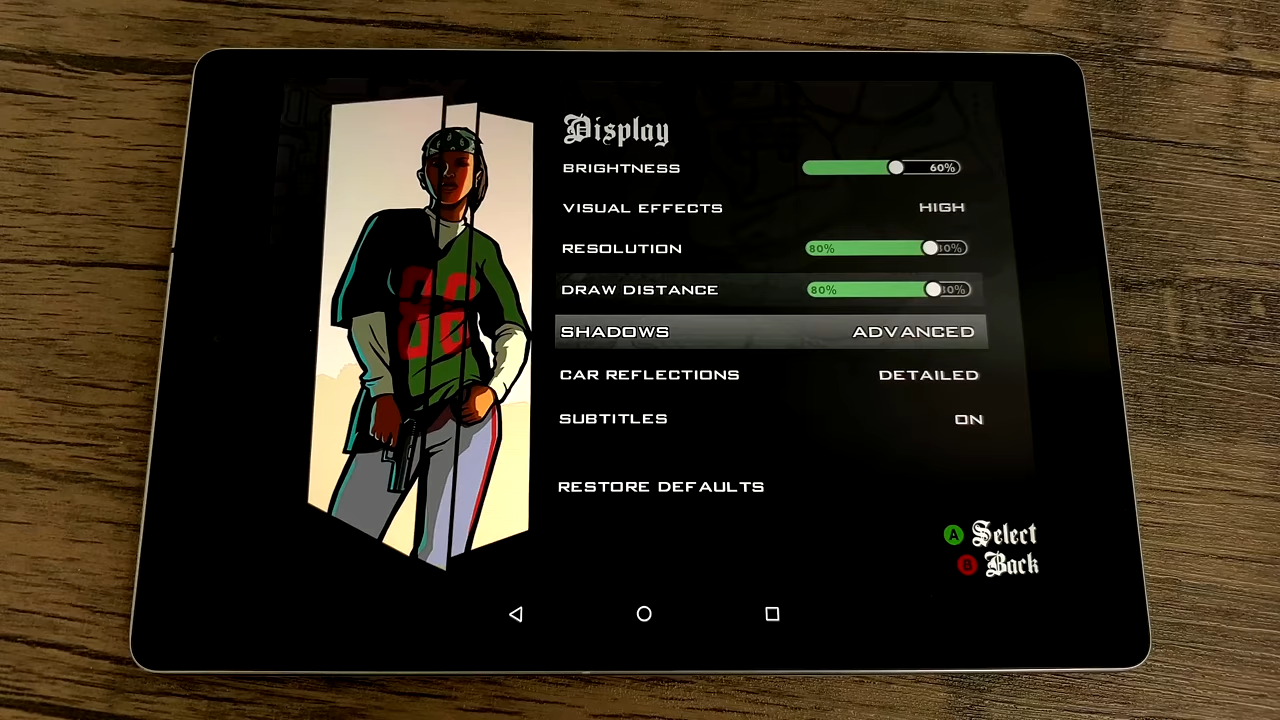 Display
BRIGHTNESS 60%
VISUAL EFFECTS HIGH
RESOLUTION 80%
DRAW DISTANCE 80%
SHADOWS ADVANCED
CAR REFLECTIONS DETAILED
SUBTITLES ON
RESTORE DEFAULTS
A Select
B Back
86